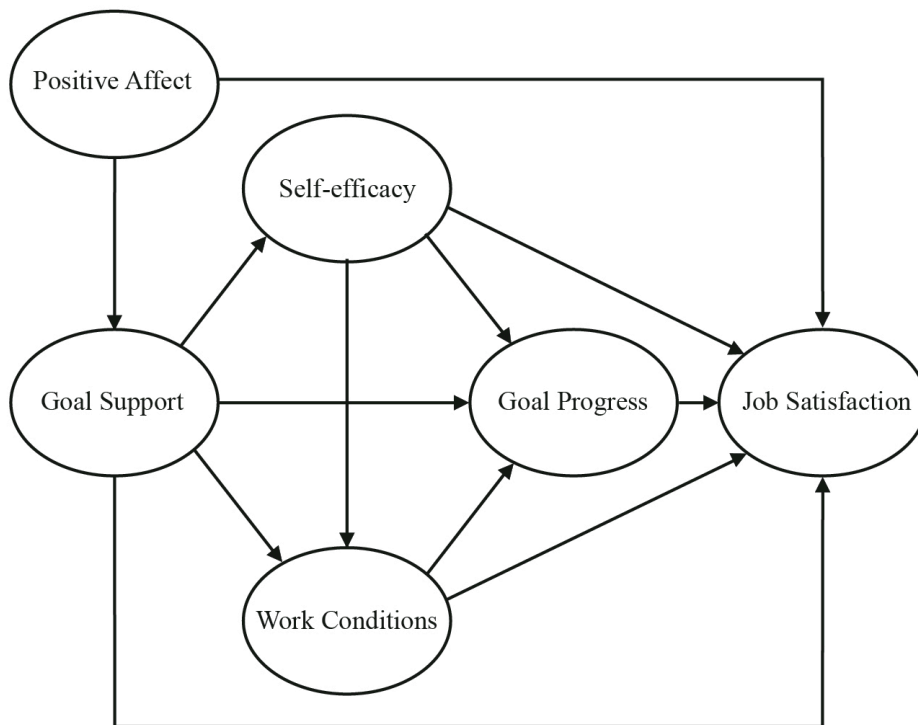 Positive Affect
Self-efficacy
Goal Support
Goal Progress
Job Satisfaction
Work Conditions